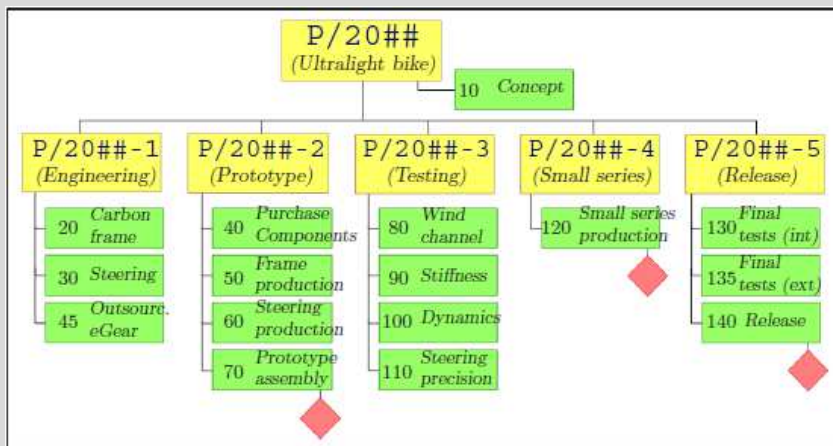 P/20##
(Ultralight bike)
10 Concept
P/20##-1
(Engineering)
20 Carbon
frame
30 Steering
45 Outsourc.
eGear
P/20##-2
(Prototype)
40 Purchase
Components
50 Frame
production
60 Steering
production
70 Prototype
assembly
P/20##-3
(Testing)
80 Wind
channel
90 Stiffness
100 Dynamics
110 Steering
precision
P/20##-4
(Small series)
120 Small series
production
P/20##-5
(Release)
130 Final
tests (int)
135 Final
tests (ext)
140 Release